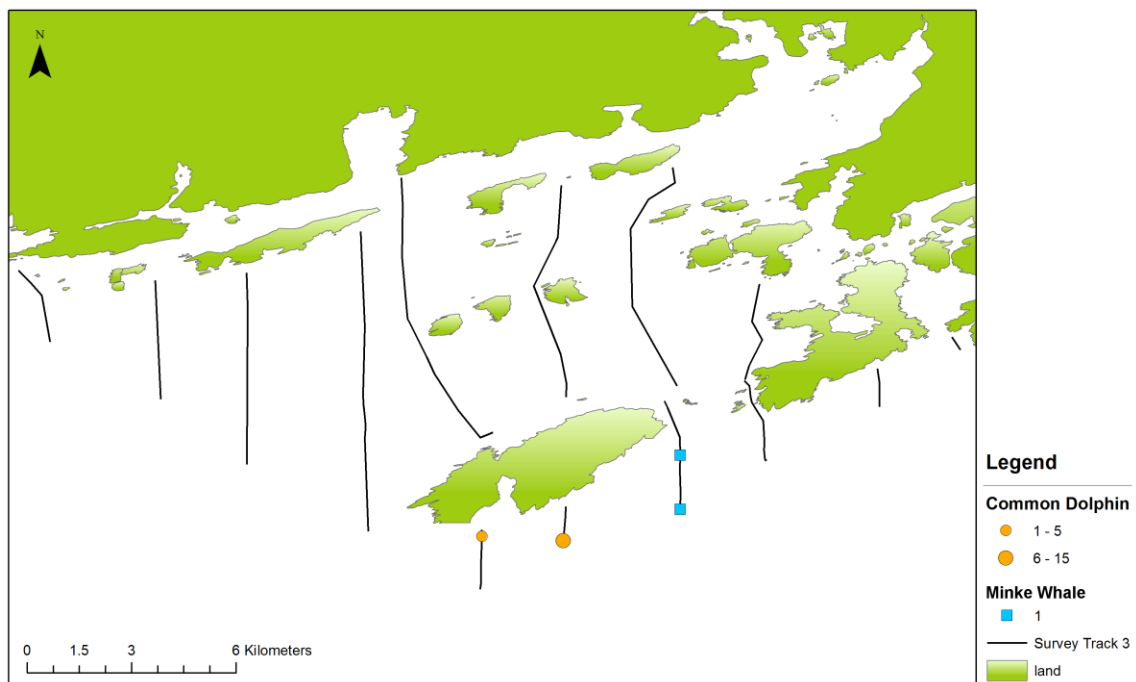 N
0 1.5 3 6 Kilometers
Legend
Common Dolphin
1 - 5
6 - 15
Minke Whale
1
Survey Track 3
land